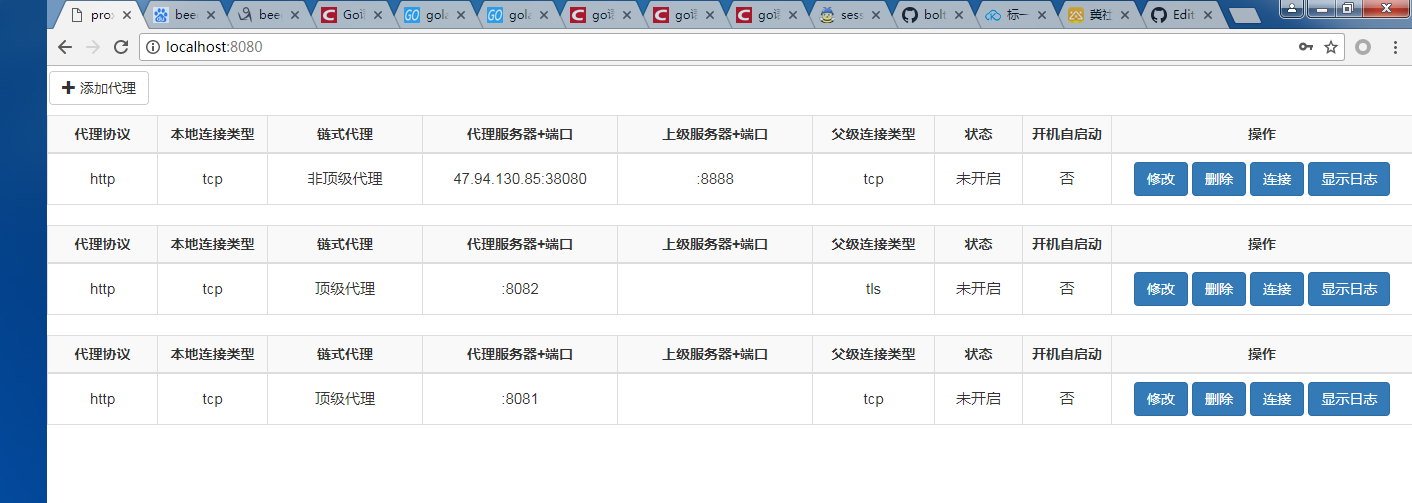 pro: bee bee Goi gol gol goi goi goi sess bolt 标一 冀社 Edit
localhost:8080
添加代理
代理协议 本地连接类型 链式代理 代理服务器+端口 上级服务器+端口 父级连接类型 状态 开机自启动 操作
http tcp 非顶级代理 47.94.130.85:38080 :8888 tcp 未开启 否 修改 删除 连接 显示日志
代理协议 本地连接类型 链式代理 代理服务器+端口 上级服务器+端口 父级连接类型 状态 开机自启动 操作
http tcp 顶级代理 :8082 tls 未开启 否 修改 删除 连接 显示日志
代理协议 本地连接类型 链式代理 代理服务器+端口 上级服务器+端口 父级连接类型 状态 开机自启动 操作
http tcp 顶级代理 :8081 tcp 未开启 否 修改 删除 连接 显示日志